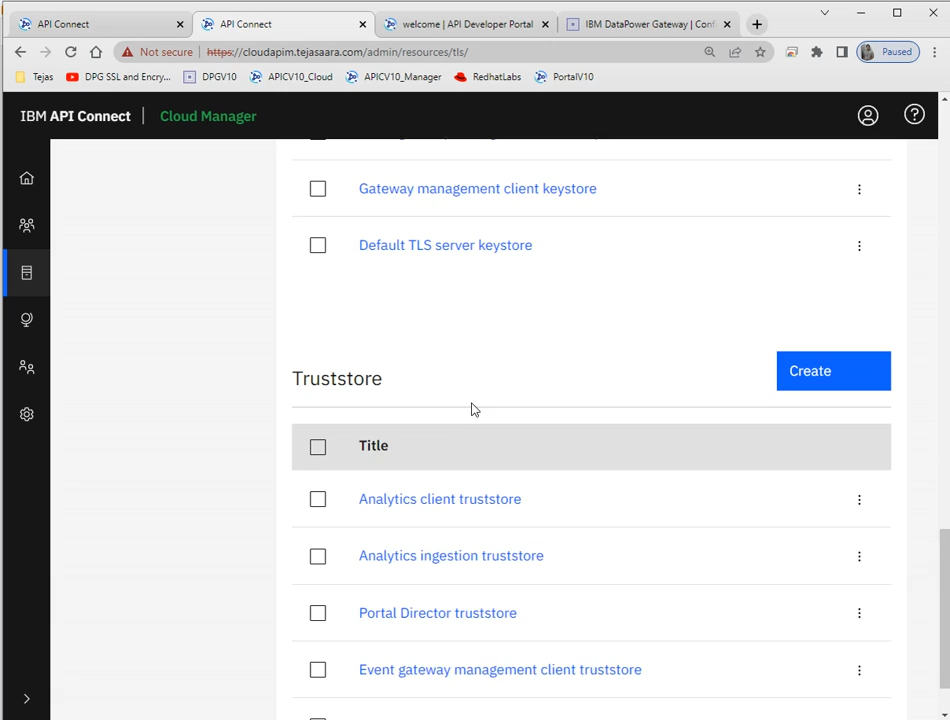 API Connect
API Connect
welcome | API Developer Portal
IBM DataPower Gateway | Conf
Not secure | https://cloudapim.tejasaara.com/admin/resources/tls/
Paused
Tejas
DPG SSL and Encry...
DPGV10
APICV10_Cloud
APICV10_Manager
RedhatLabs
PortalV10
IBM API Connect
Cloud Manager
Gateway management client keystore
Default TLS server keystore
Truststore
Create
Title
Analytics client truststore
Analytics ingestion truststore
Portal Director truststore
Event gateway management client truststore